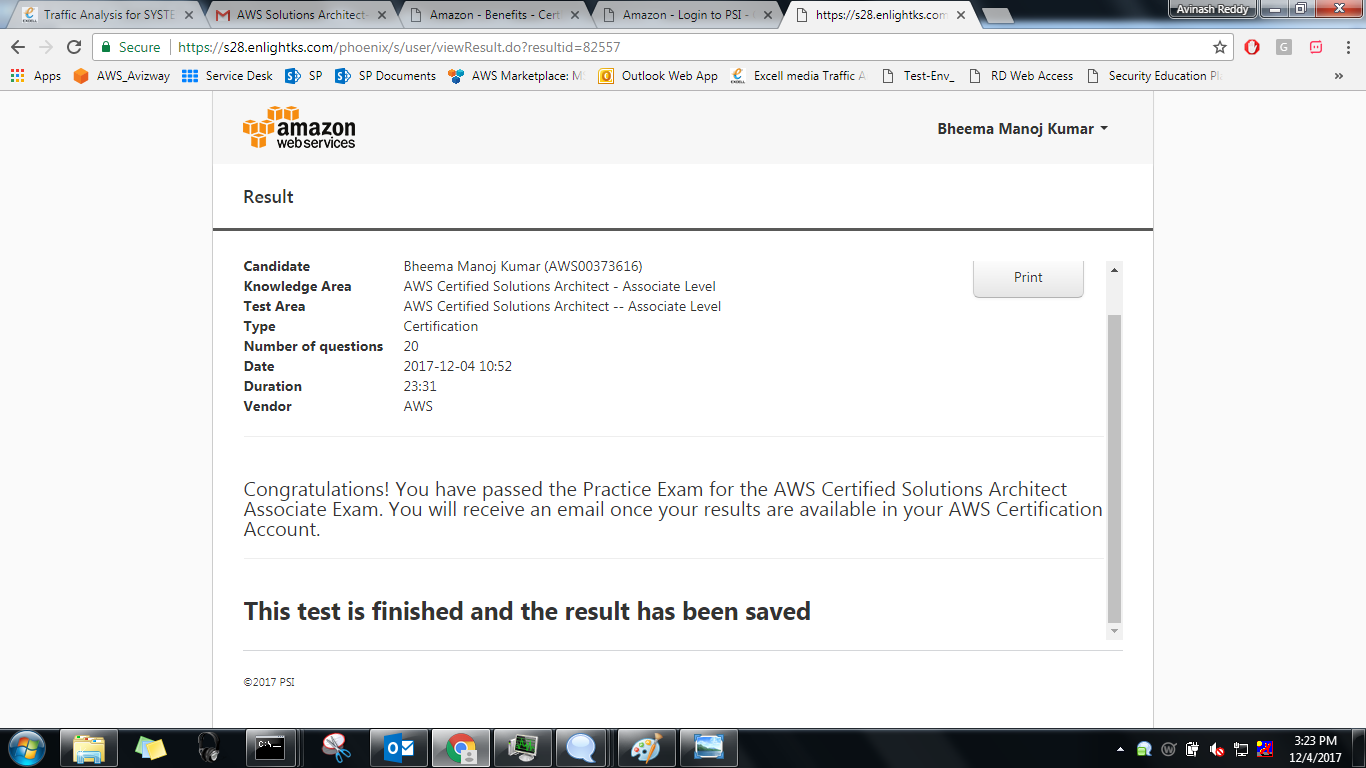 Traffic Analysis for SYSTE
AWS Solutions Architect-
Amazon - Benefits - Cert
Amazon - Login to PSI -
https://s28.enlightks.com
Avinash Reddy
Secure
https://s28.enlightks.com/phoenix/s/user/viewResult.do?resultid=82557
Apps
AWS_Avizway
Service Desk
SP
SP Documents
AWS Marketplace: M
Outlook Web App
Excell media Traffic A
Test-Env_
RD Web Access
Security Education Pl
»
amazon
webservices
Bheema Manoj Kumar
Result
Candidate Bheema Manoj Kumar (AWS00373616)
Print
Knowledge Area AWS Certified Solutions Architect - Associate Level
Test Area AWS Certified Solutions Architect -- Associate Level
Type Certification
Number of questions 20
Date 2017-12-04 10:52
Duration 23:31
Vendor AWS
Congratulations! You have passed the Practice Exam for the AWS Certified Solutions Architect
Associate Exam. You will receive an email once your results are available in your AWS Certification
Account.
This test is finished and the result has been saved
©2017 PSI
3:23 PM
12/4/2017